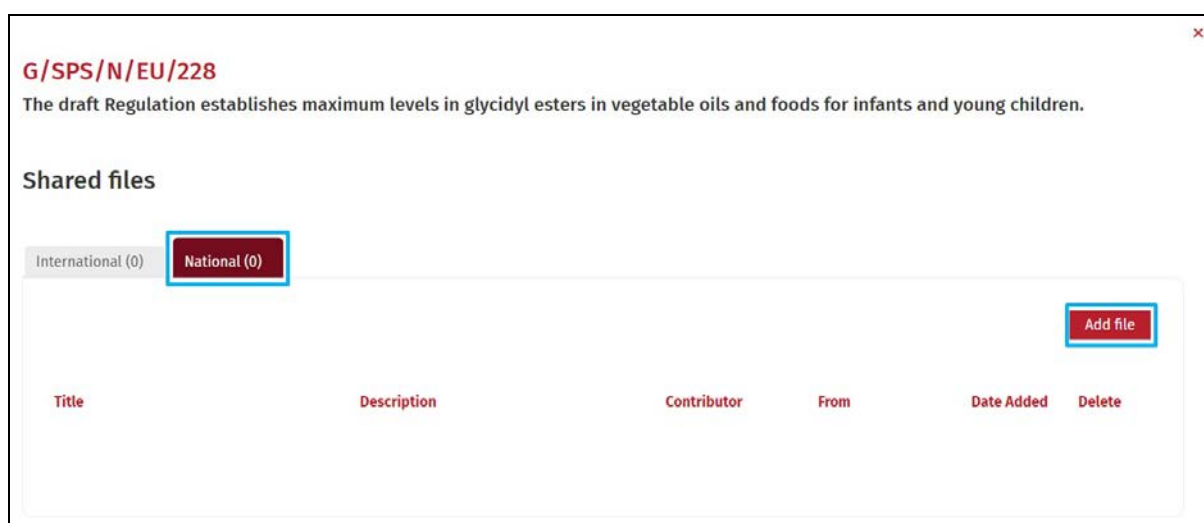 ×
G/SPS/N/EU/228
The draft Regulation establishes maximum levels in glycidyl esters in vegetable oils and foods for infants and young children.
Shared files
International (0) National (0)
Add file
Title Description Contributor From Date Added Delete